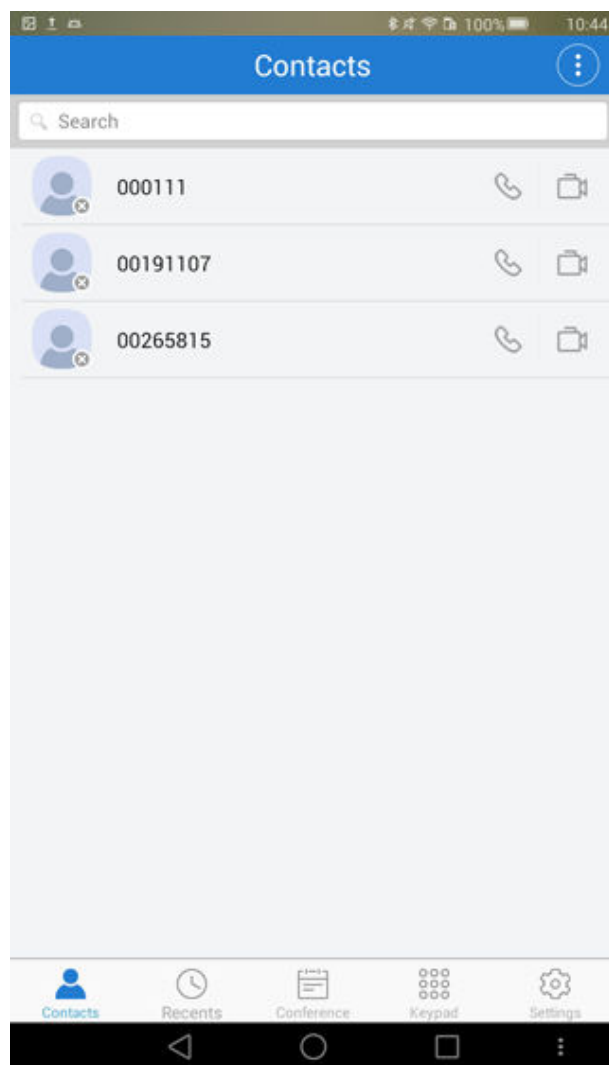 100% 10:44
Contacts
Search
000111
00191107
00265815
Contacts Recents Conference Keypad Settings